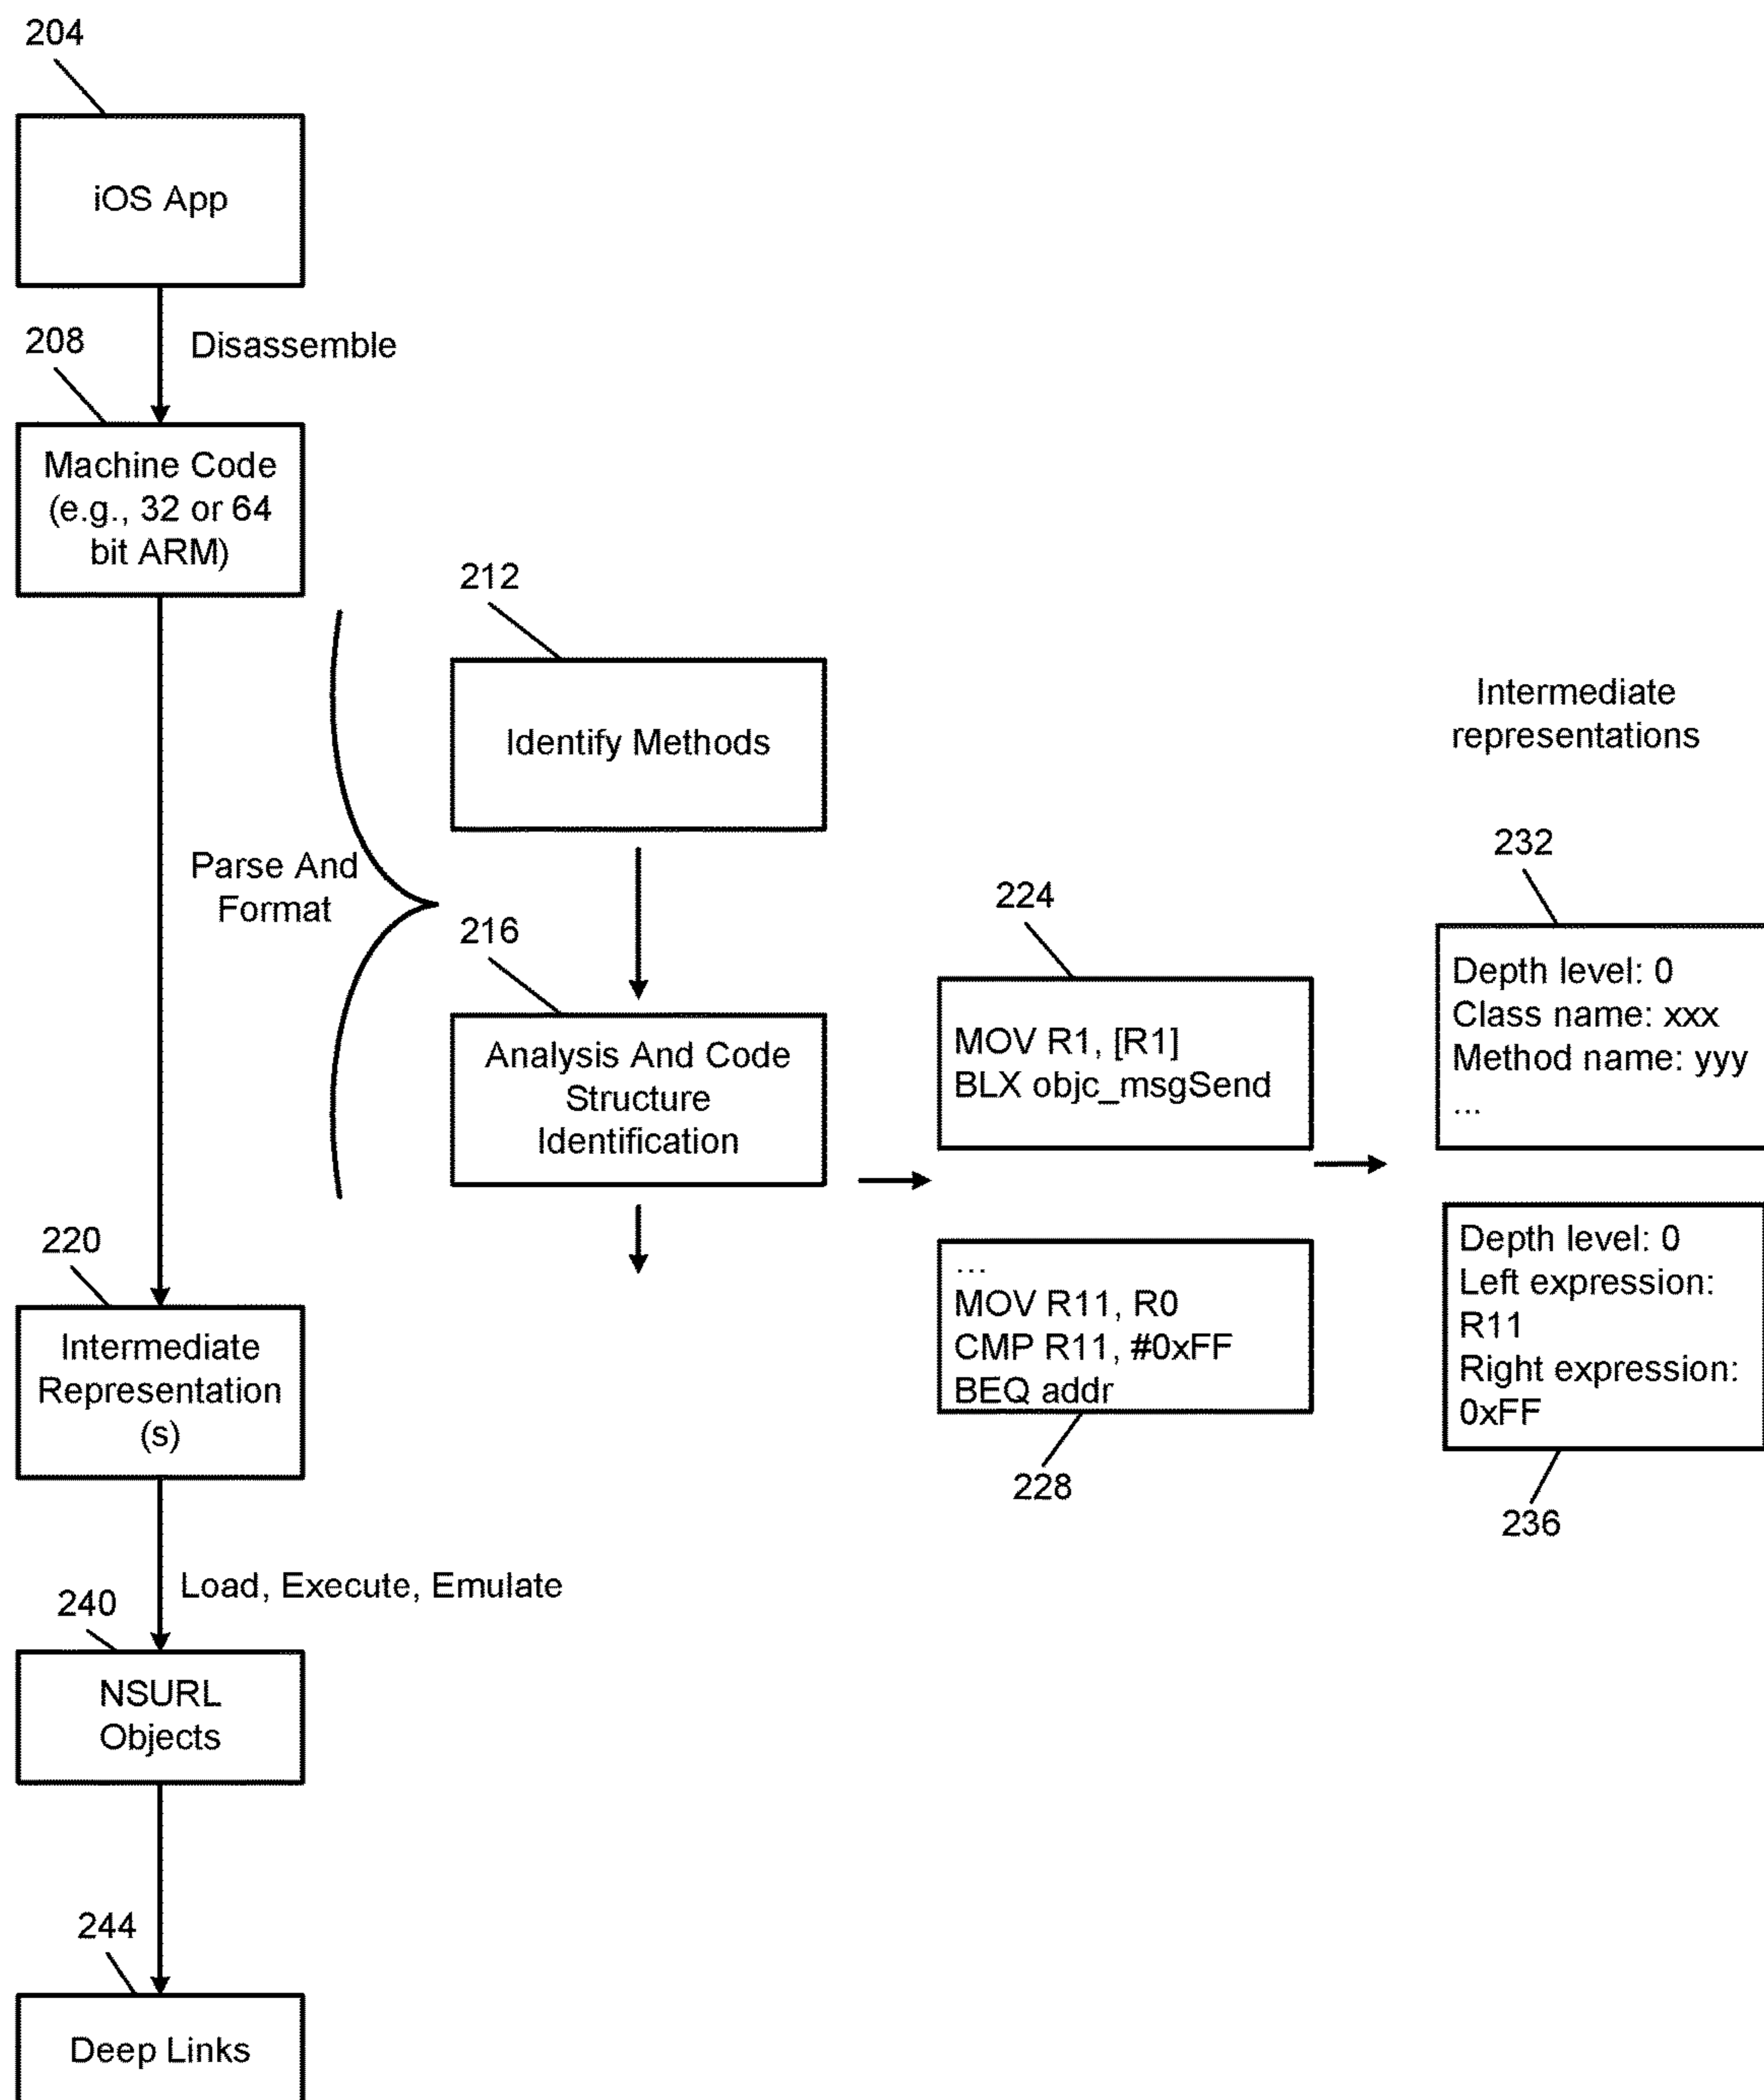 204
iOS App
Disassemble
208
Machine Code
(e.g., 32 or 64
bit ARM)
212
Identify Methods
Parse And
Format
216
Analysis And Code
Structure
Identification
224
MOV R1, [R1]
BLX objc_msgSend
...
MOV R11, R0
CMP R11, #0xFF
BEQ addr
228
Intermediate
representations
232
Depth level: 0
Class name: xxx
Method name: yyy
...
Depth level: 0
Left expression:
R11
Right expression:
0xFF
236
220
Intermediate
Representation
(s)
Load, Execute, Emulate
240
NSURL
Objects
244
Deep Links